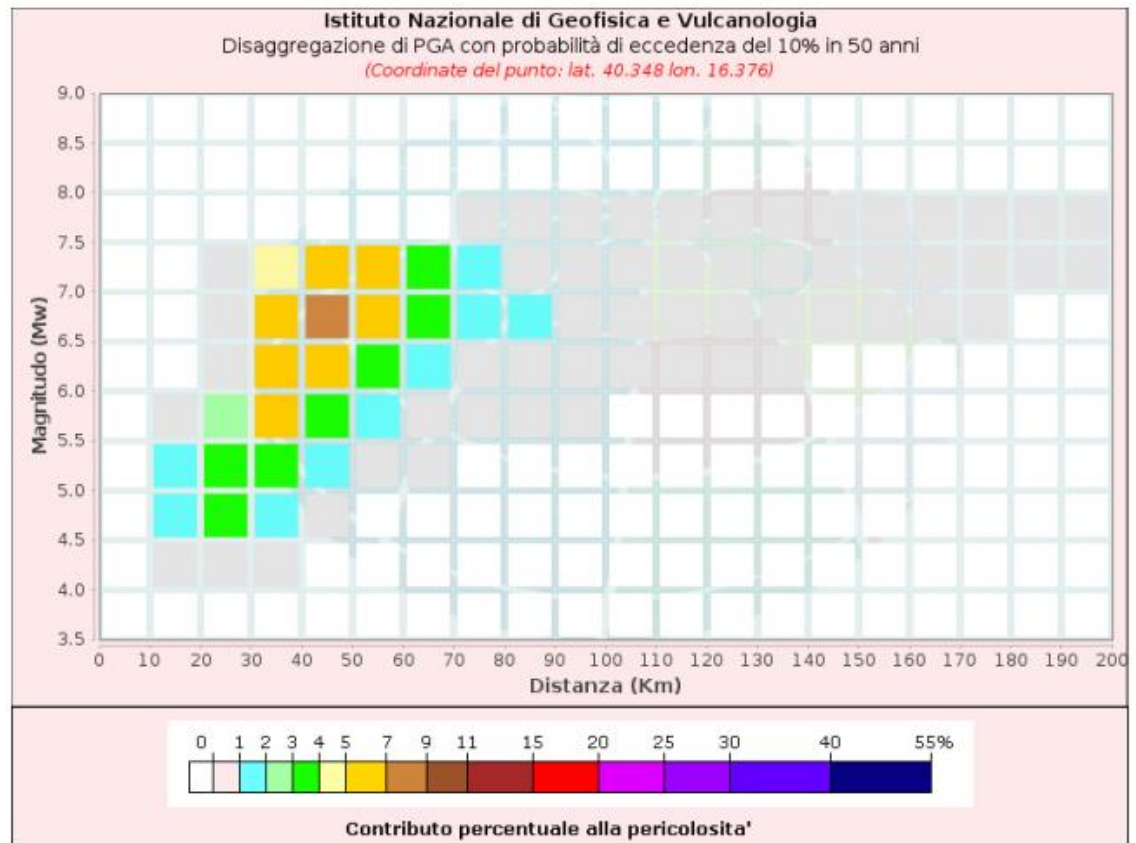 Istituto Nazionale di Geofisica e Vulcanologia
Disaggregazione di PGA con probabilità di eccedenza del 10% in 50 anni
(Coordinate del punto: lat. 40.348 lon. 16.376)
9.0
8.5
8.0
7.5
7.0
6.5
6.0
5.5
5.0
4.5
4.0
3.5
Magnitudo (Mw)
0 10 20 30 40 50 60 70 80 90 100 110 120 130 140 150 160 170 180 190 200
Distanza (Km)
0 1 2 3 4 5 7 9 11 15 20 25 30 40 55%
Contributo percentuale alla pericolosita'